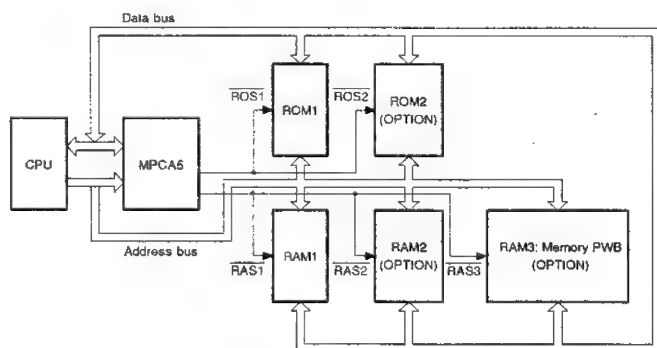 Data bus
ROS1
ROM1
ROS2
ROM2
(OPTION)
CPU
MPCA5
Address bus
RAS1
RAM1
RAS2
RAM2
(OPTION)
RAS3
RAM3: Memory PWB
(OPTION)